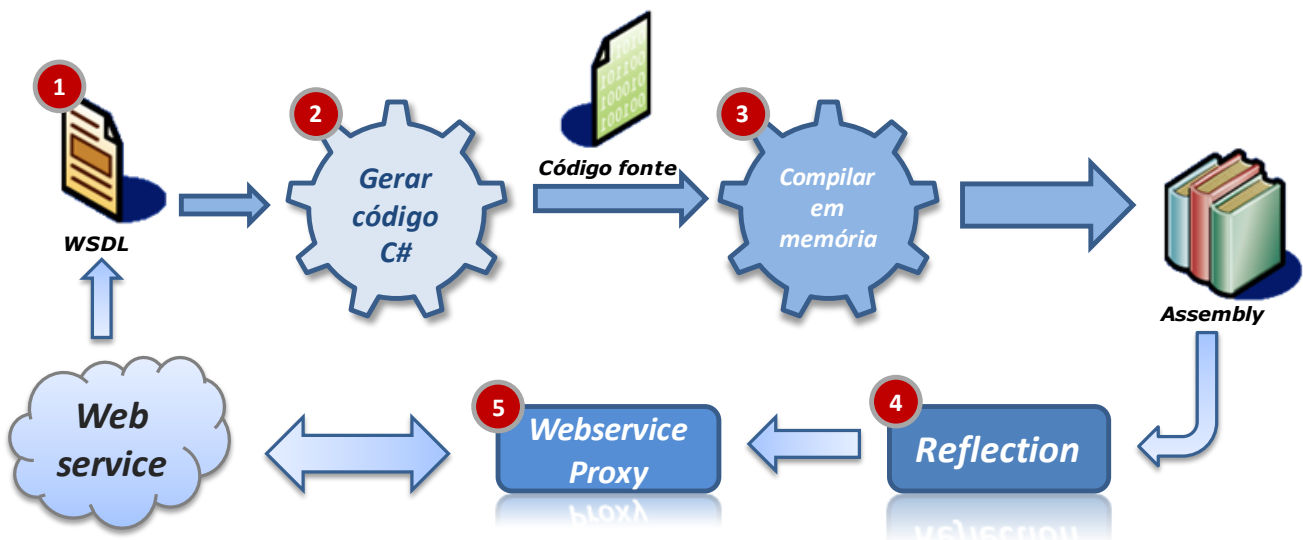 1
WSDL
2
Gerar
código
C#
Código fonte
3
Compilar
em
memória
Assembly
4
Reflection
5
Webservice
Proxy
Web
service